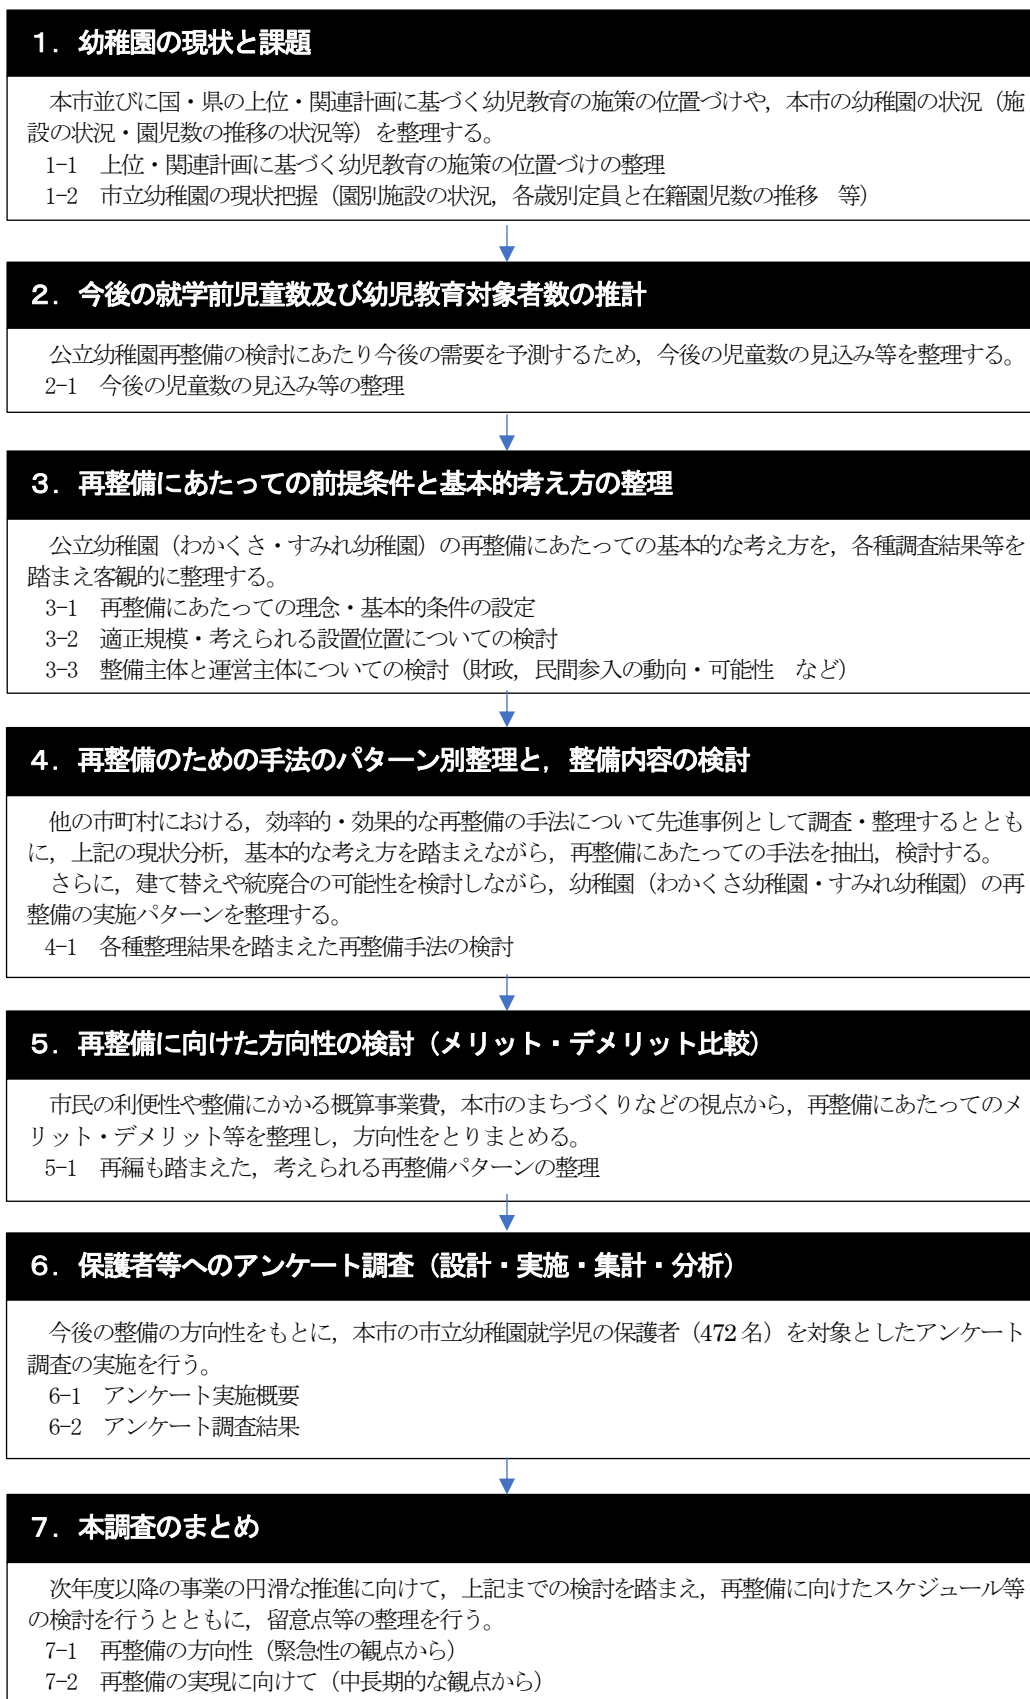 １．幼稚園の現状と課題
本市並びに国・県の上位・関連計画に基づく幼児教育の施策の位置づけや，本市の幼稚園の状況（施
設の状況・園児数の推移の状況等）を整理する。
1-1　上位・関連計画に基づく幼児教育の施策の位置づけの整理
1-2　市立幼稚園の現状把握（園別施設の状況，各歳別定員と在籍園児数の推移　等）
２．今後の就学前児童数及び幼児教育対象者数の推計
公立幼稚園再整備の検討にあたり今後の需要を予測するため，今後の児童数の見込み等を整理する。
2-1　今後の児童数の見込み等の整理
３．再整備にあたっての前提条件と基本的考え方の整理
公立幼稚園（わかくさ・すみれ幼稚園）の再整備にあたっての基本的な考え方を，各種調査結果等を
踏まえ客観的に整理する。
3-1　再整備にあたっての理念・基本的条件の設定
3-2　適正規模・考えられる設置位置についての検討
3-3　整備主体と運営主体についての検討（財政，民間参入の動向・可能性　など）
４．再整備のための手法のパターン別整理と，整備内容の検討
他の市町村における，効率的・効果的な再整備の手法について先進事例として調査・整理するととも
に，上記の現状分析，基本的な考え方を踏まえながら，再整備にあたっての手法を抽出，検討する。
さらに，建て替えや統廃合の可能性を検討しながら，幼稚園（わかくさ幼稚園・すみれ幼稚園）の再
整備の実施パターンを整理する。
4-1　各種整理結果を踏まえた再整備手法の検討
５．再整備に向けた方向性の検討（メリット・デメリット比較）
市民の利便性や整備にかかる概算事業費，本市のまちづくりなどの視点から，再整備にあたってのメ
リット・デメリット等を整理し，方向性をとりまとめる。
5-1　再編も踏まえた，考えられる再整備パターンの整理
６．保護者等へのアンケート調査（設計・実施・集計・分析）
今後の整備の方向性をもとに，本市の市立幼稚園就学児の保護者（472 名）を対象としたアンケート
調査の実施を行う。
6-1　アンケート実施概要
6-2　アンケート調査結果
７．本調査のまとめ
次年度以降の事業の円滑な推進に向けて，上記までの検討を踏まえ，再整備に向けたスケジュール等
の検討を行うとともに，留意点等の整理を行う。
7-1　再整備の方向性（緊急性の観点から）
7-2　再整備の実現に向けて（中長期的な観点から）